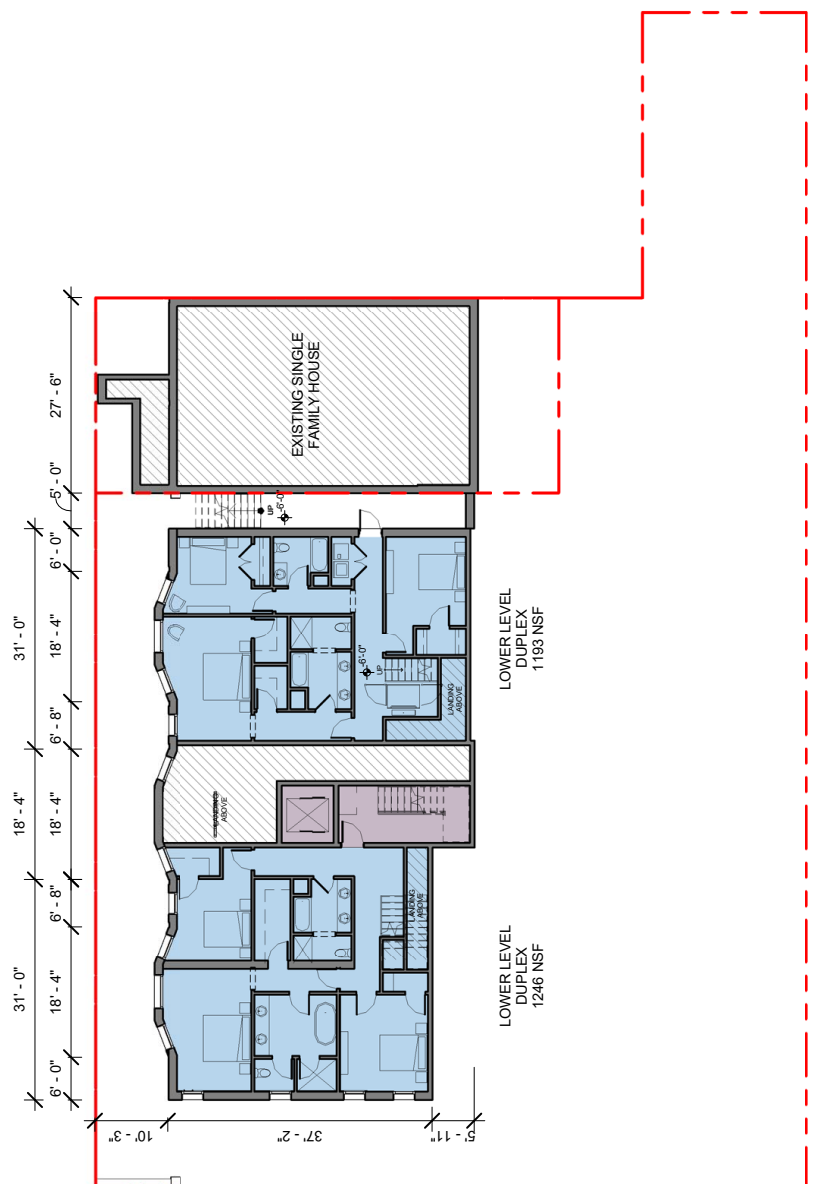 EXISTING SINGLE
FAMILY HOUSE
27' - 6"
5' - 0"
UP
-6'-0"
6' - 0"
31' - 0"
18' - 4"
6' - 8"
-6'-0"
UP
LANDING
ABOVE
LOWER LEVEL
DUPLEX
1193 NSF
18' - 4"
18' - 4"
LANDING
ABOVE
6' - 8"
31' - 0"
18' - 4"
6' - 0"
LANDING
ABOVE
LOWER LEVEL
DUPLEX
1246 NSF
10' - 3"
37' - 2"
5' - 11"